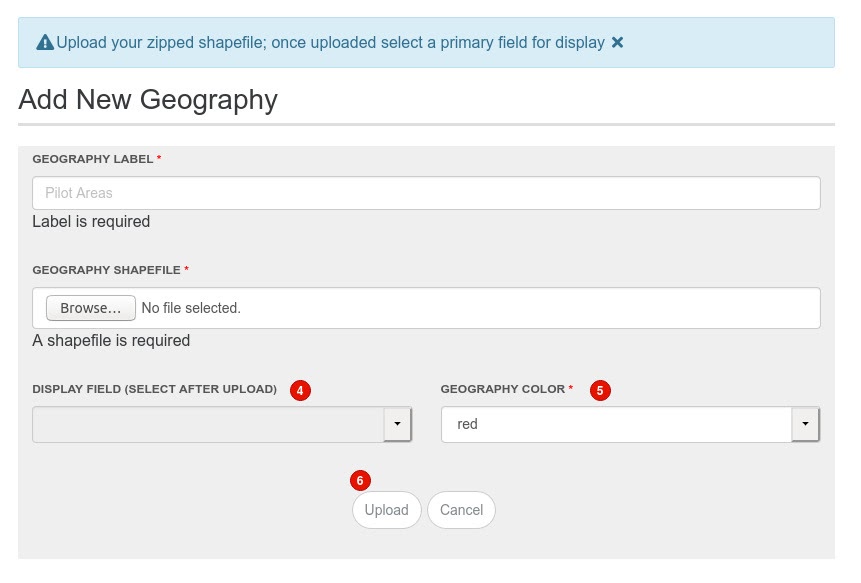 Upload your zipped shapefile; once uploaded select a primary field for display
Add New Geography
GEOGRAPHY LABEL *
Pilot Areas
Label is required
GEOGRAPHY SHAPEFILE *
Browse... No file selected.
A shapefile is required
DISPLAY FIELD (SELECT AFTER UPLOAD) 4 GEOGRAPHY COLOR * 5
red
6
Upload Cancel